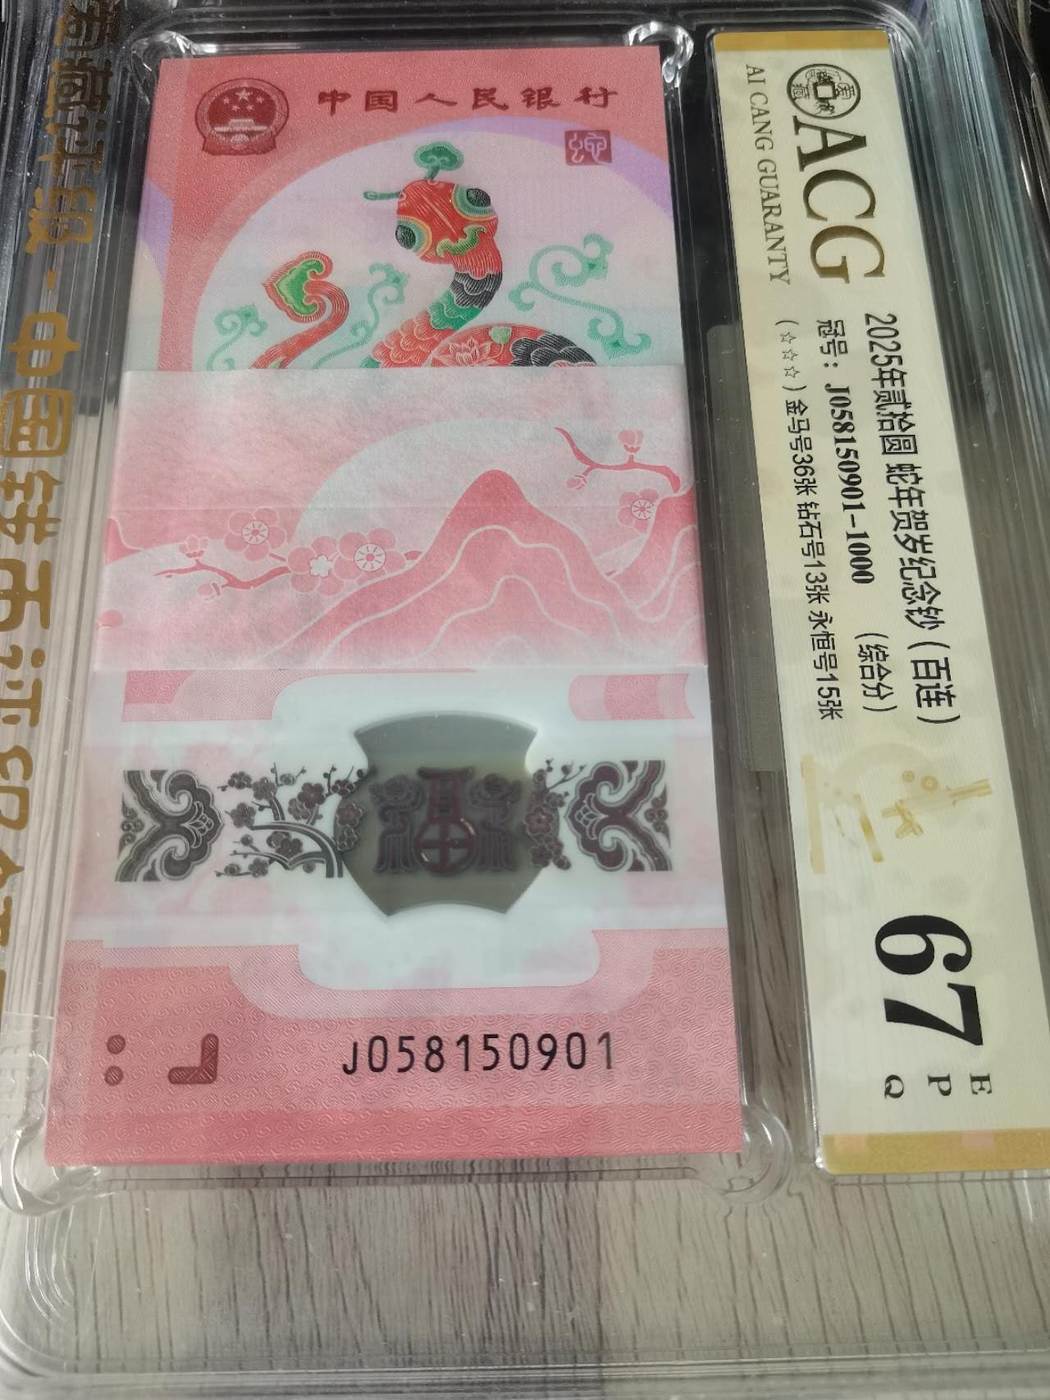 中国人民银行
蛇
J058150901
ACG
AI CANG GUARANTY
2025年贰拾圆 蛇年贺岁纪念钞（百连）
冠号：J058150901-1000 （综合分）
（☆☆☆）金马号36张 钻石号13张 永恒号15张
67
E
P
Q